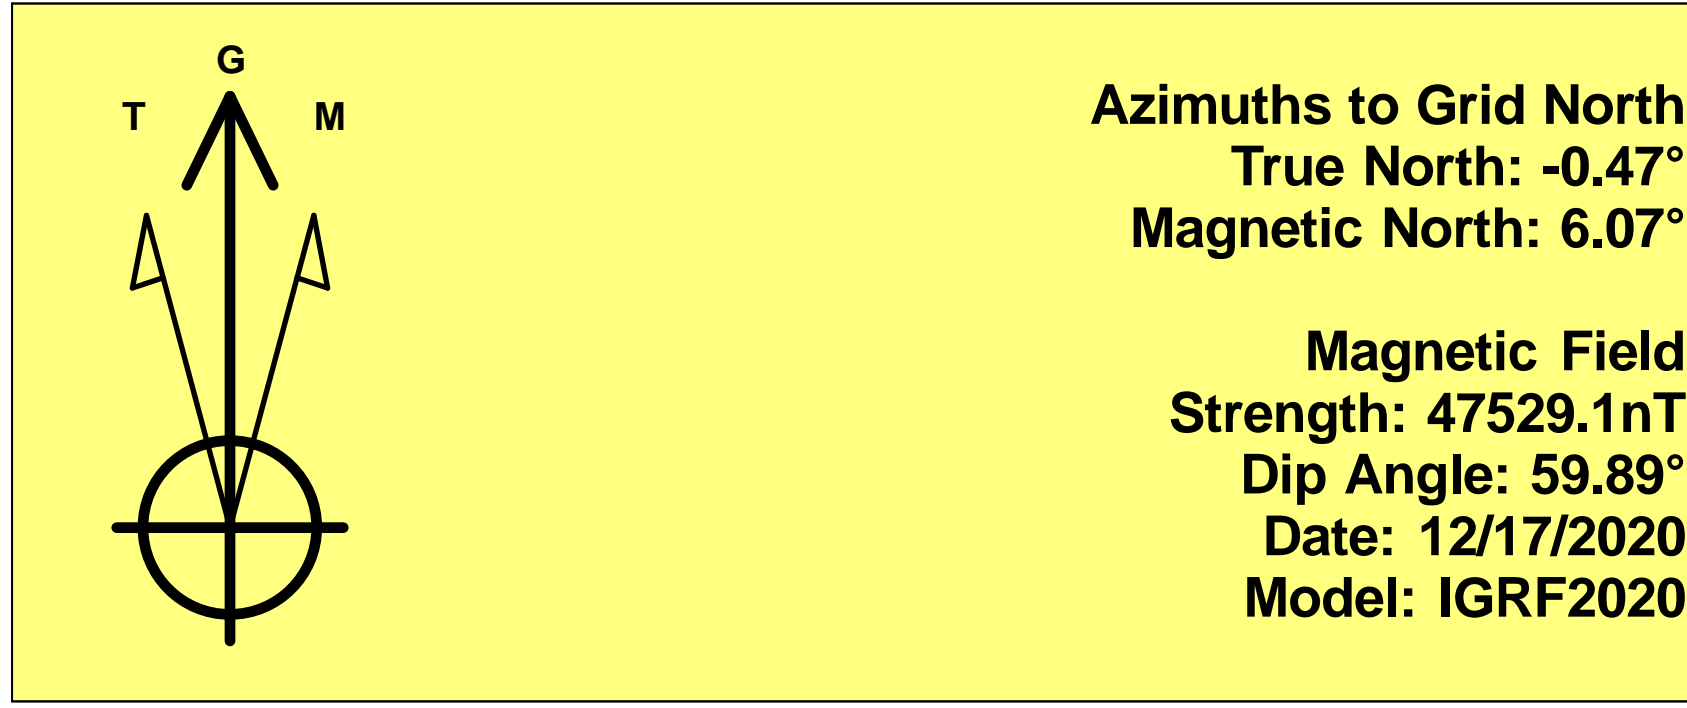 G
T M
Azimuths to Grid North
True North: -0.47°
Magnetic North: 6.07°
Magnetic Field
Strength: 47529.1nT
Dip Angle: 59.89°
Date: 12/17/2020
Model: IGRF2020